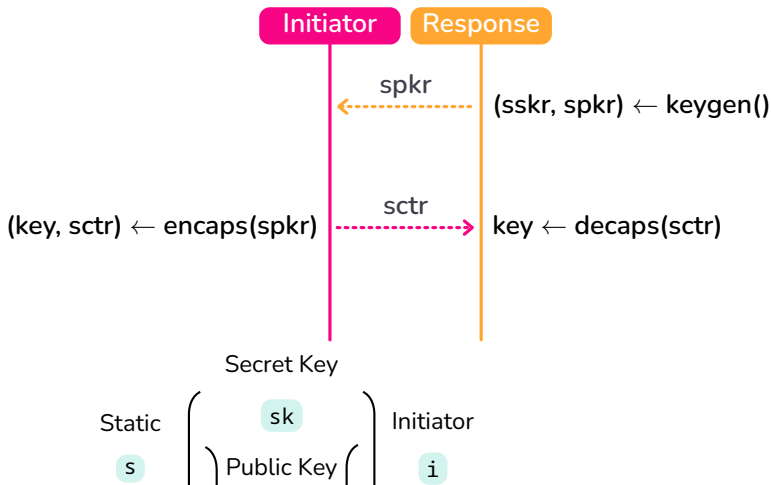 Initiator Response
spkr
(sskr, spkr) ← keygen()
sctr
(key, sctr) ← encaps(spkr)
key ← decaps(sctr)
Secret Key
Static
sk
Initiator
s
Public Key
i